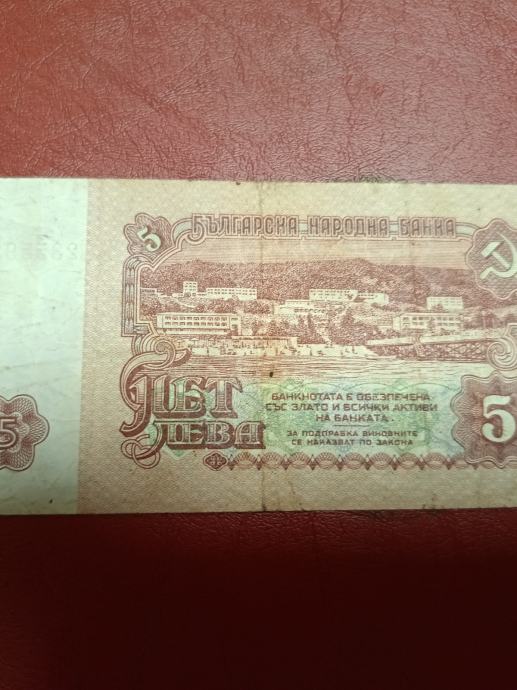 5 БЪЛГАРСКА НАРОДНА БАНКА
ПЕТ
ЛЕВА
БАНКНОТАТА Е ОБЕЗПЕЧЕНА
СЪС ЗЛАТО И ВСИЧКИ АКТИВИ
НА БАНКАТА
ЗА ПОДПРАВКА ВИНОВНИТЕ
СЕ НАКАЗВАТ ПО ЗАКОНА
5
5